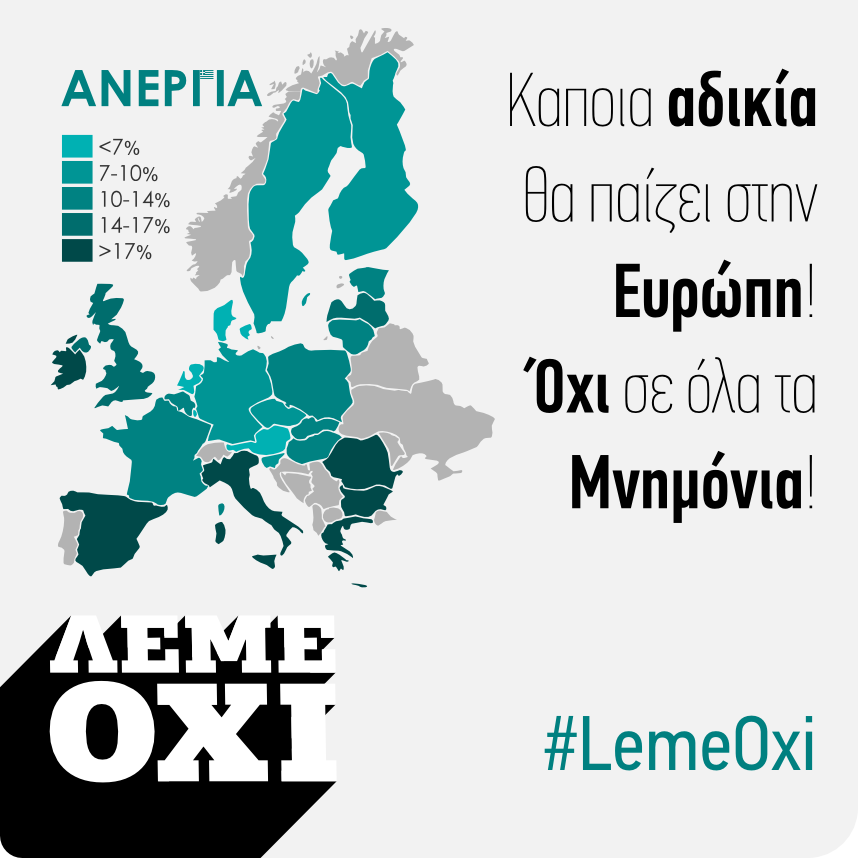 ΑΝΕΡΓΙΑ
<7%
7-10%
10-14%
14-17%
>17%
Καποια αδικία
θα παίζει στην
Ευρώπη!
Όχι σε όλα τα
Μνημόνια!
ΛΕΜΕ
ΟΧΙ
#LemeOxi